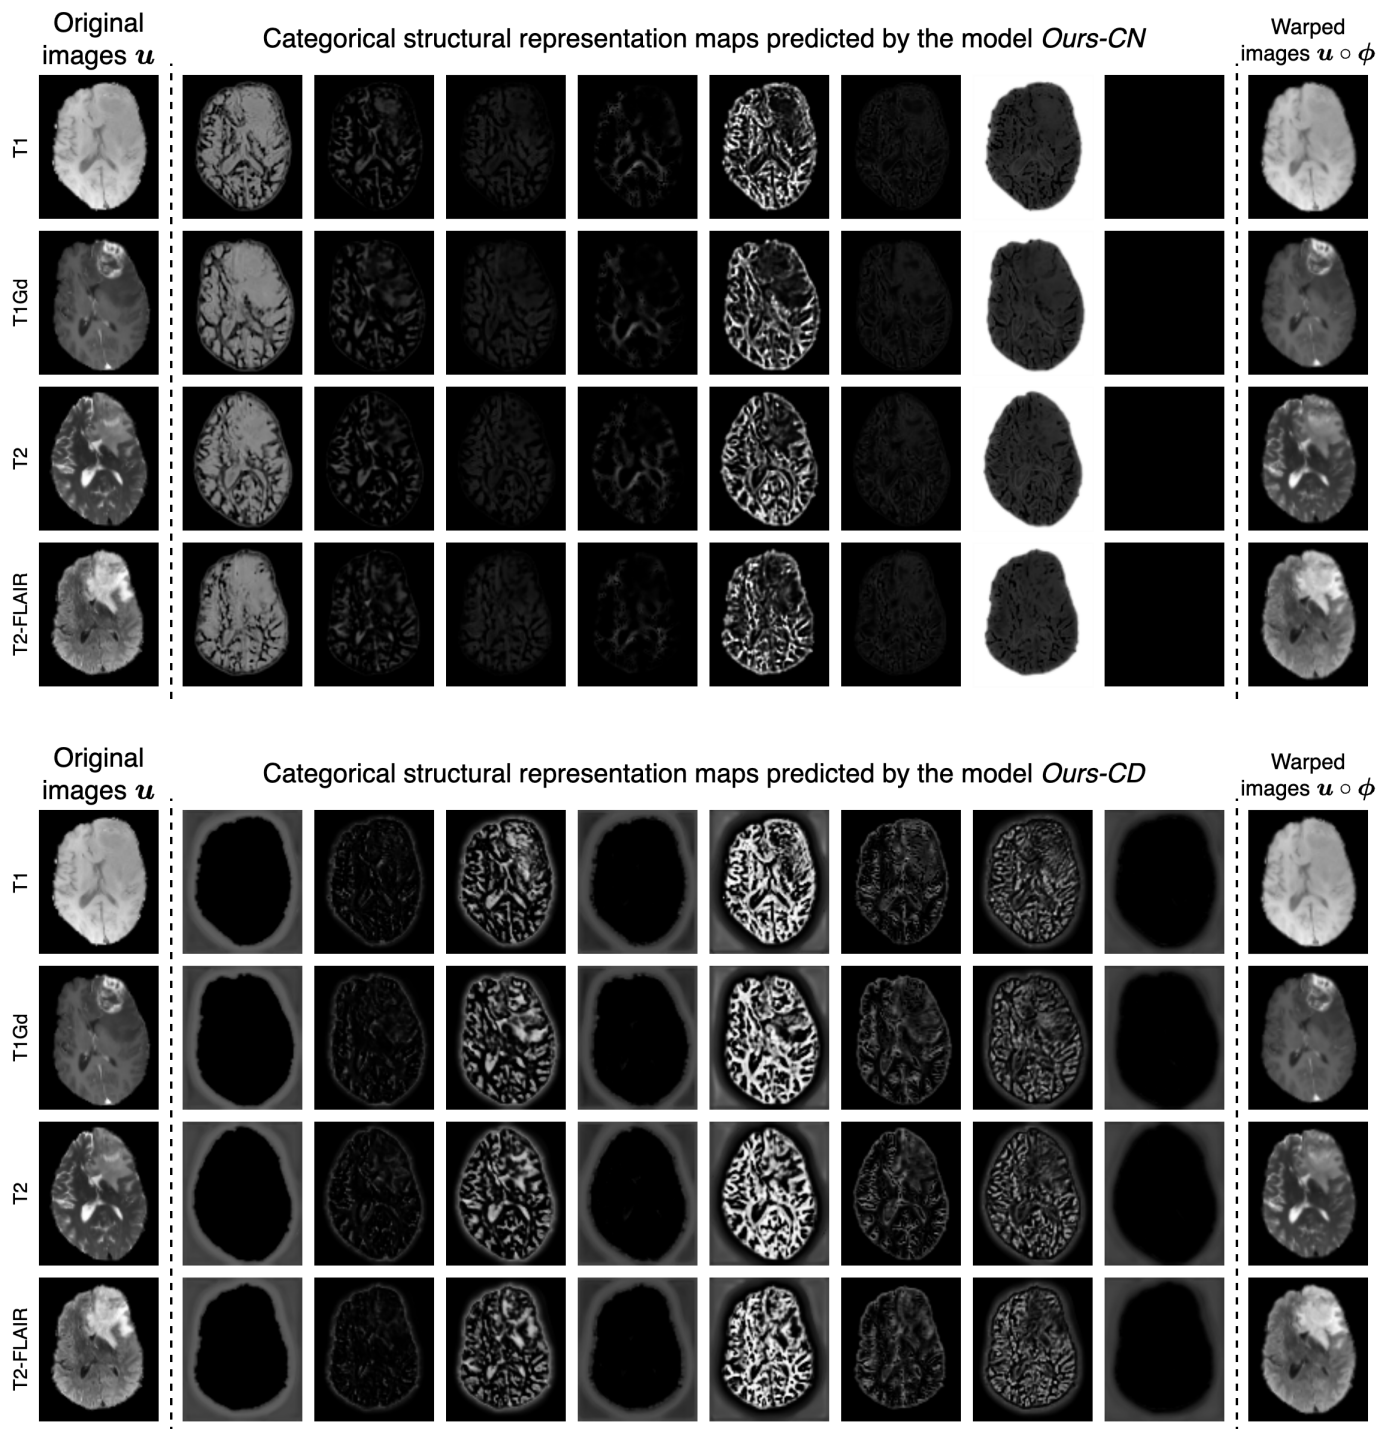 Original
images u
Categorical structural representation maps predicted by the model Ours-CN
Warped
images u ∘ ϕ
T1
T1Gd
T2
T2-FLAIR
Original
images u
Categorical structural representation maps predicted by the model Ours-CD
Warped
images u ∘ ϕ
T1
T1Gd
T2
T2-FLAIR